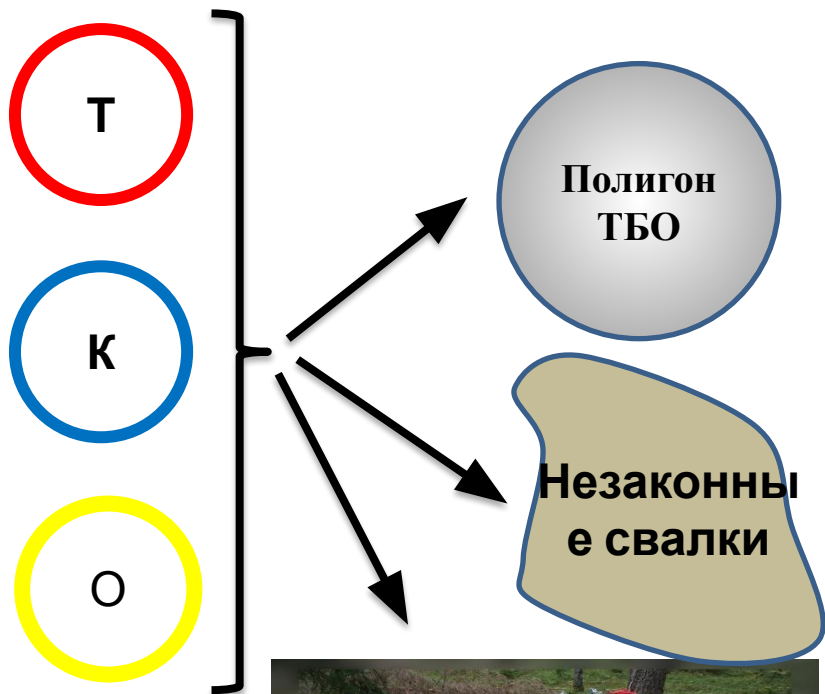 Т
К
О
Полигон
ТБО
Незаконны
е свалки